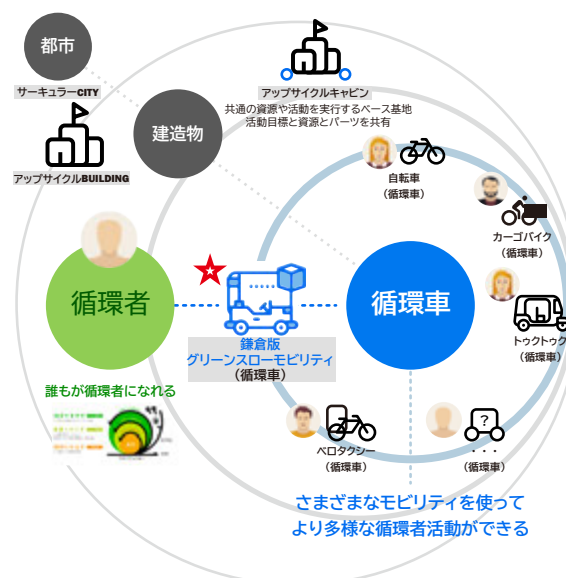 都市
サーキュラーCITY
アップサイクルBUILDING
建造物
アップサイクルキャビン
共通の資源や活動を実行するベース基地
活動目標と資源とパーツを共有
自転車
(循環車)
カーゴバイク
(循環車)
トゥクトゥク
(循環車)
循環者
循環車
鎌倉版
グリーンスローモビリティ
(循環車)
誰もが循環者になれる
ベロタクシー
(循環車)
?
・・・
(循環車)
さまざまなモビリティを使って
より多様な循環者活動ができる